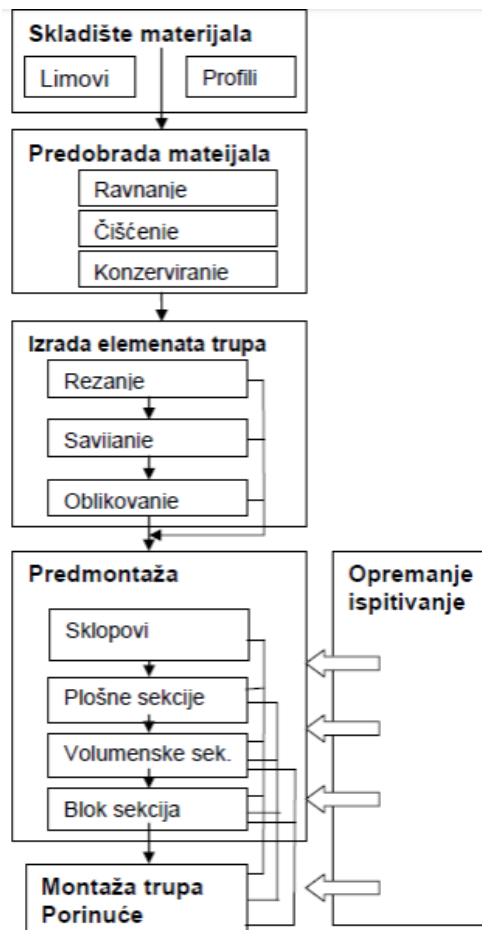 Skladište materijala
Limovi
Profili
Predobrada mateijala
Ravnanje
Čišćenie
Konzerviranie
Izrada elemenata trupa
Rezanje
Saviianie
Oblikovanie
Predmontaža
Sklopovi
Plošne sekcije
Volumenske sek.
Blok sekcija
Montaža trupa
Porinuće
Opremanje
ispitivanje